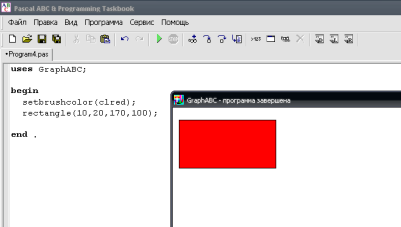 Pascal ABC & Programming Taskbook
Файл Правка Вид Программа Сервис Помощь
•Program4.pas
uses GraphABC;
begin
setbrushcolor(clred);
rectangle(10,20,170,100);
end .
GraphABC - программа завершена